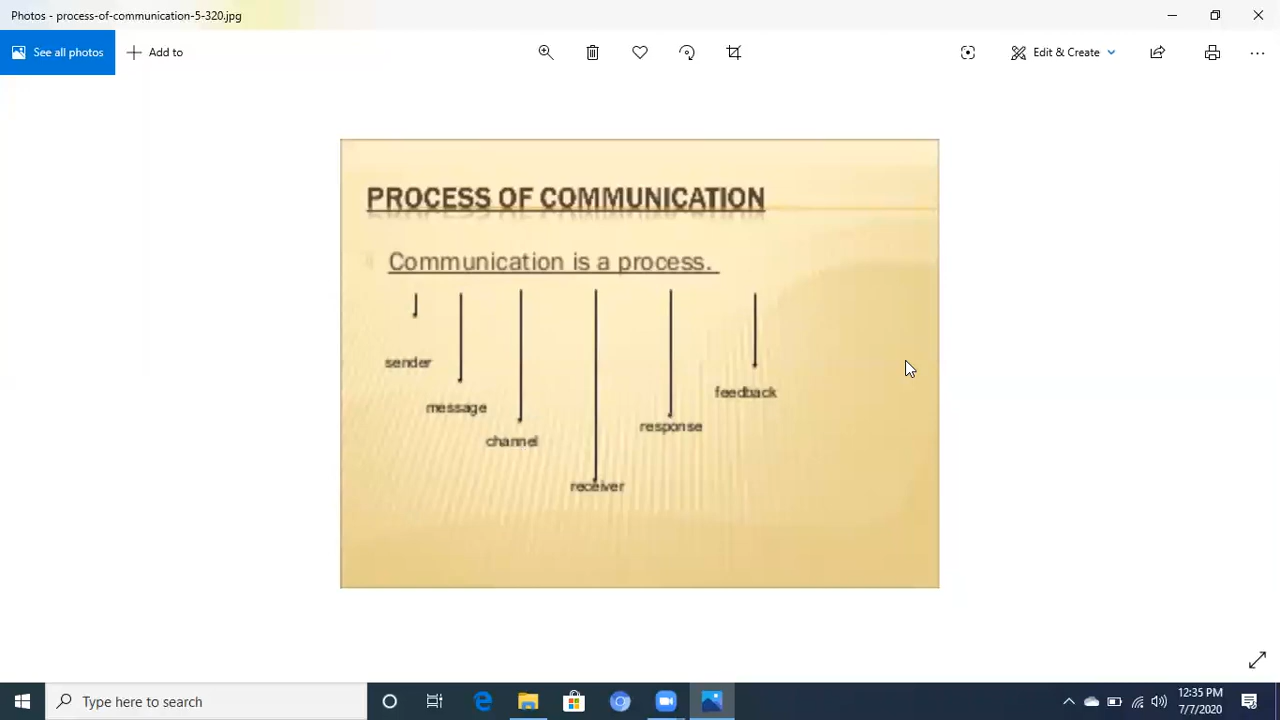 Photos - process-of-communication-5-320.jpg
See all photos
Add to
Edit & Create
PROCESS OF COMMUNICATION
Communication is a process.
sender
message
channel
receiver
response
feedback
Type here to search
12:35 PM
7/7/2020